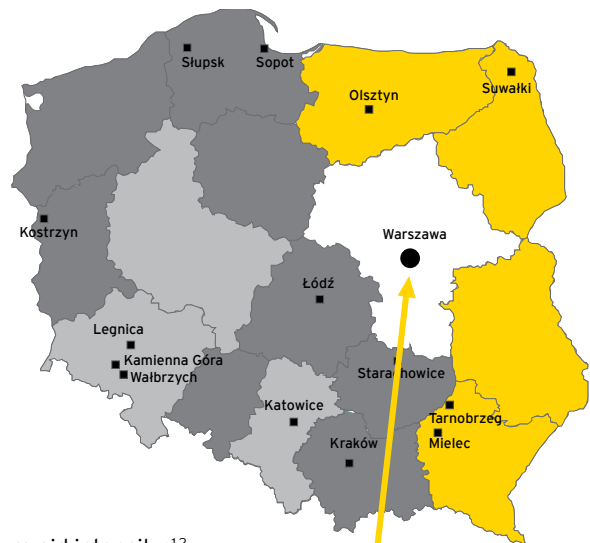 Słupsk
Sopot
Olsztyn
Suwałki
Kostrzyn
Warszawa
Łódź
Legnica
Kamienna Góra
Wałbrzych
Starachowice
Katowice
Tarnobrzeg
Kraków
Mielec